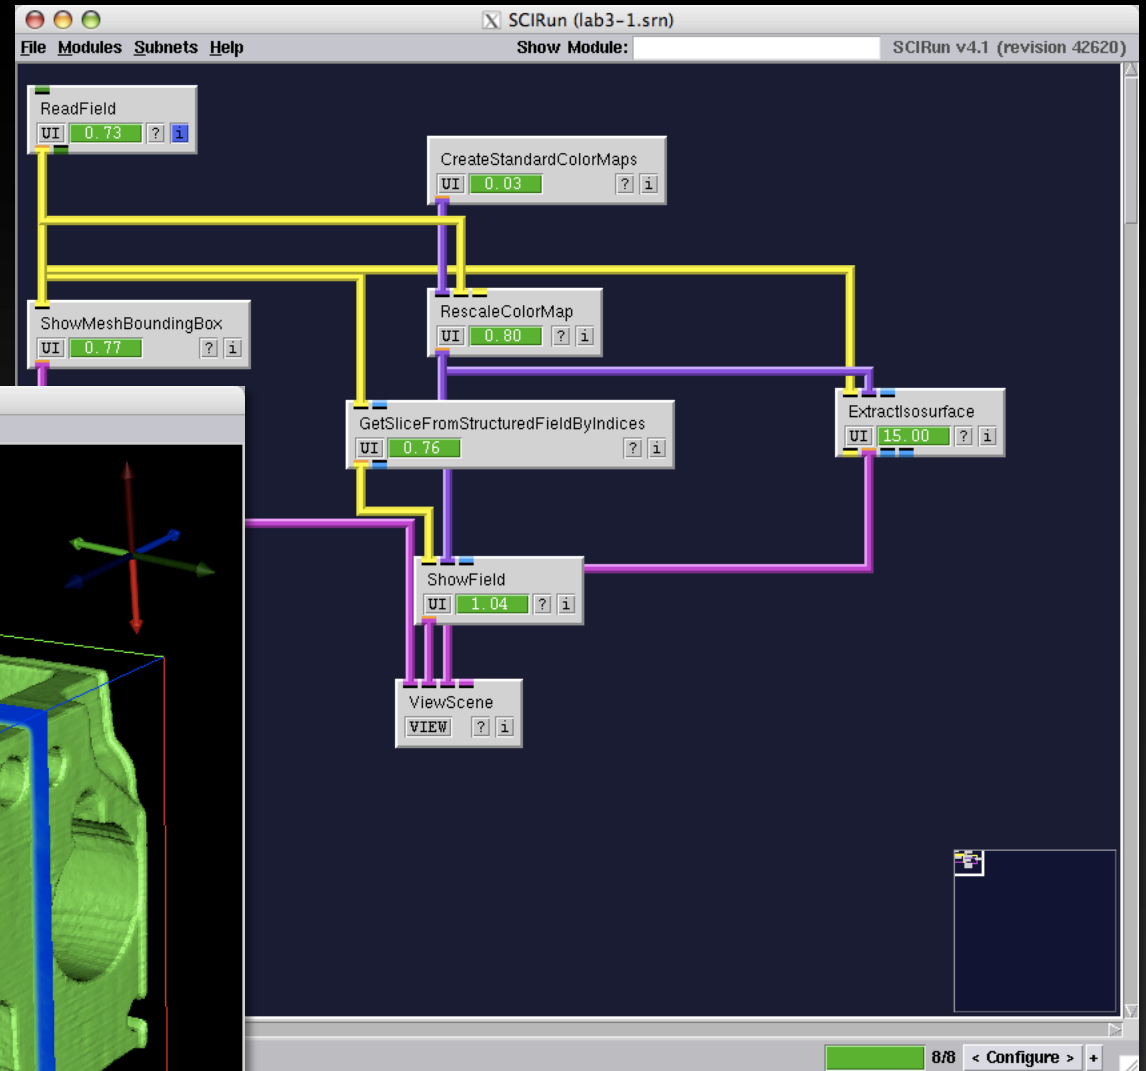 SCIRun (lab3-1.srn)
File Modules Subnets Help Show Module: SCIRun v4.1 (revision 42620)
ReadField
UI 0.73 ? i
CreateStandardColorMaps
UI 0.03 ? i
RescaleColorMap
UI 0.80 ? i
ShowMeshBoundingBox
UI 0.77 ? i
ExtractIsosurface
UI 15.00 ? i
GetSliceFromStructuredFieldByIndices
UI 0.76 ? i
ShowField
UI 1.04 ? i
ViewScene
VIEW ? i
8/8 < Configure > +